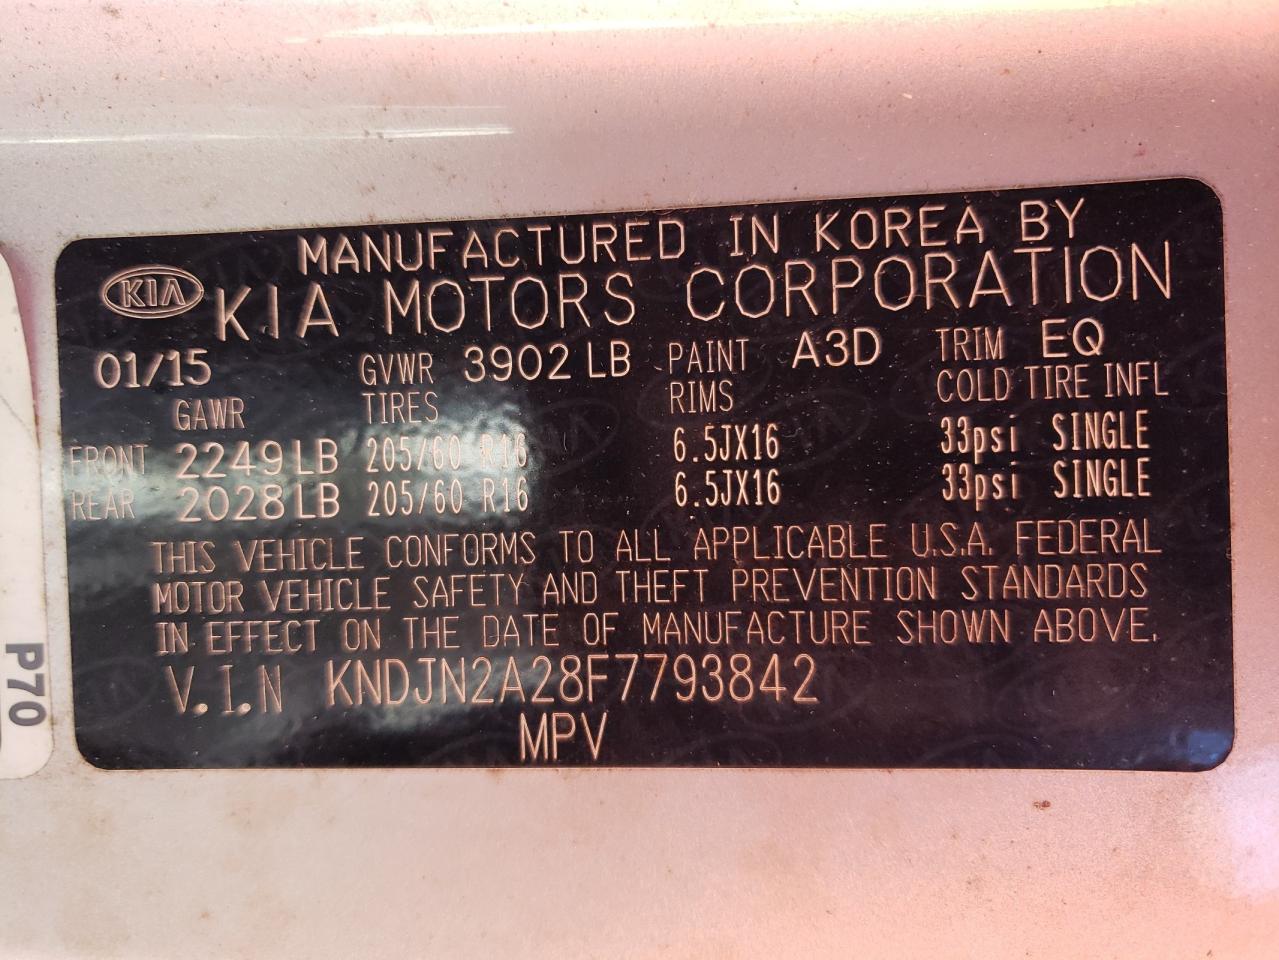 MANUFACTURED IN KOREA BY
KIA KIA MOTORS CORPORATION
01/15 GVWR 3902 LB PAINT A3D TRIM EQ
GAWR TIRES RIMS COLD TIRE INFL
FRONT 2249 LB 205/60 R16 6.5JX16 33psi SINGLE
REAR 2028 LB 205/60 R16 6.5JX16 33psi SINGLE
THIS VEHICLE CONFORMS TO ALL APPLICABLE U.S.A. FEDERAL
MOTOR VEHICLE SAFETY AND THEFT PREVENTION STANDARDS
IN EFFECT ON THE DATE OF MANUFACTURE SHOWN ABOVE.
V.I.N KNDJN2A28F7793842
MPV
P70